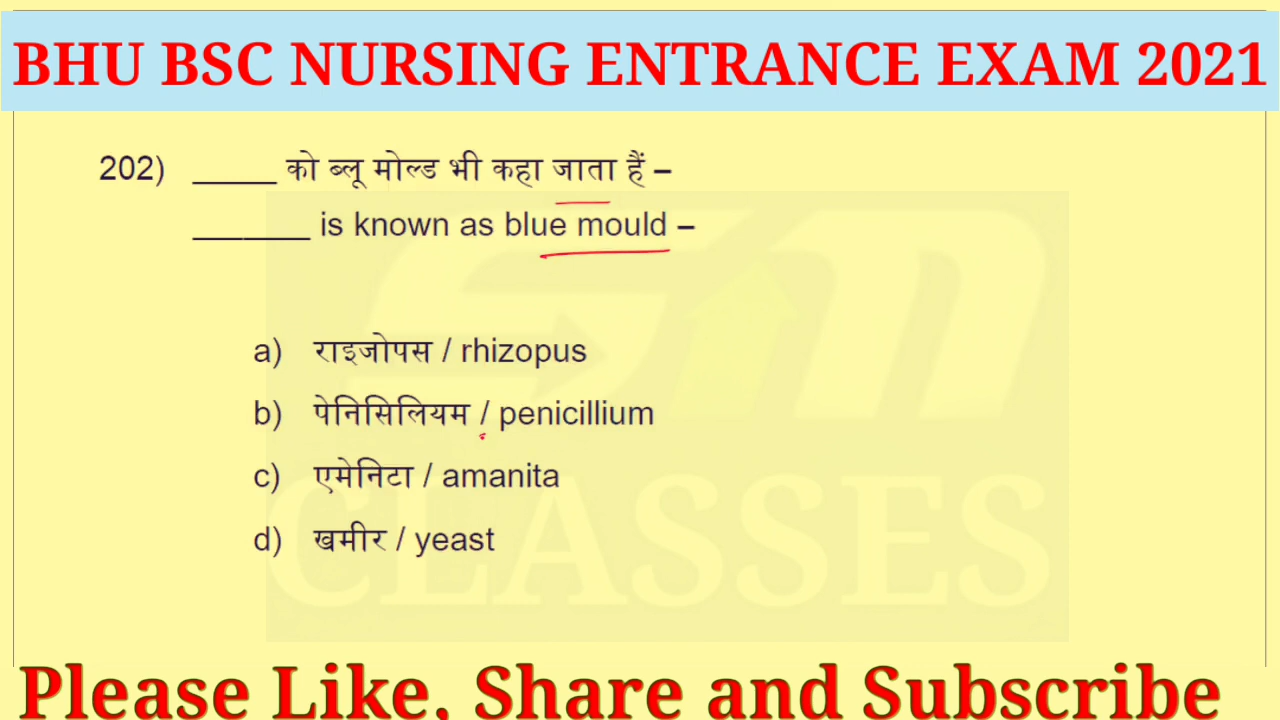 BHU BSC NURSING ENTRANCE EXAM 2021
202) _____ को ब्लू मोल्ड भी कहा जाता हैं –
_______ is known as blue mould –
a) राइजोपस / rhizopus
b) पेनिसिलियम / penicillium
c) एमेनिटा / amanita
d) खमीर / yeast
SN
CLASSES
Please Like, Share and Subscribe